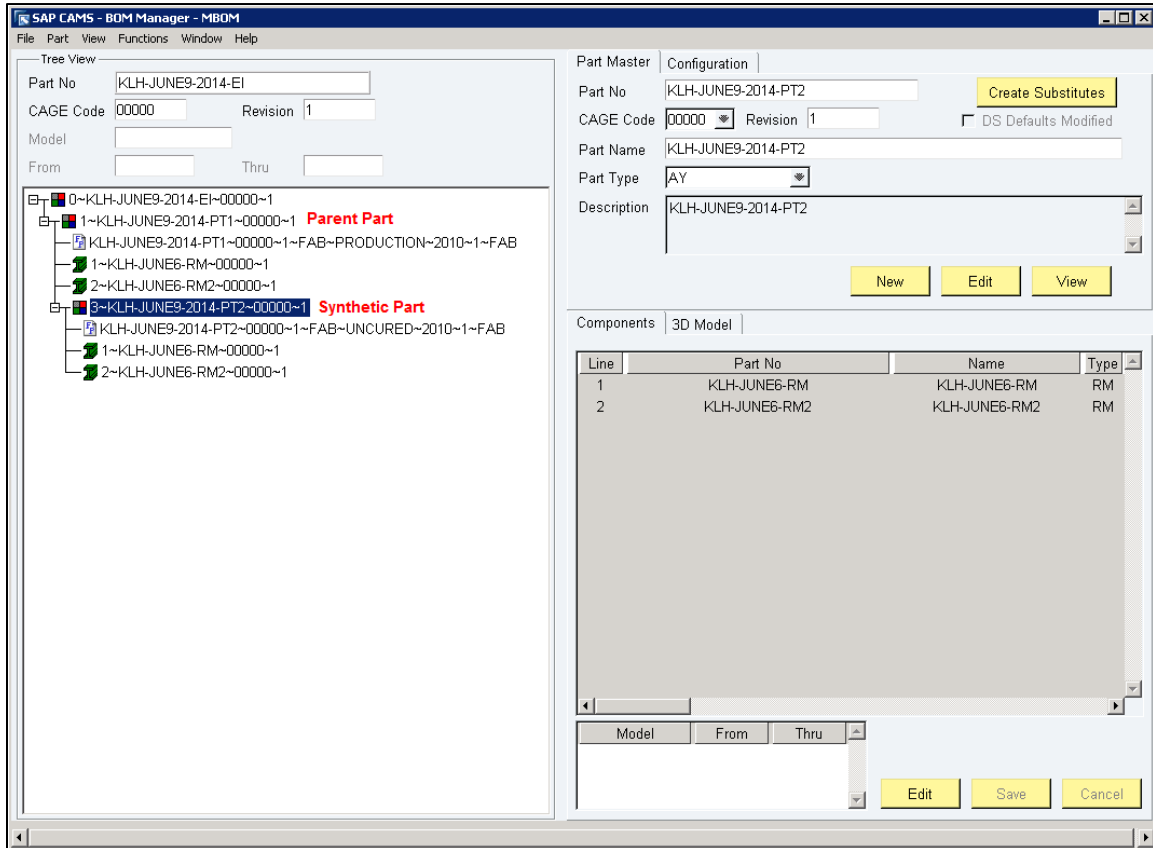 SAP CAMS - BOM Manager - MBOM
File Part View Functions Window Help
Tree View
Part No KLH-JUNE9-2014-EI
CAGE Code 00000 Revision 1
Model
From Thru
0~KLH-JUNE9-2014-EI~00000~1
1~KLH-JUNE9-2014-PT1~00000~1 Parent Part
KLH-JUNE9-2014-PT1~00000~1~FAB~PRODUCTION~2010~1~FAB
1~KLH-JUNE6-RM~00000~1
2~KLH-JUNE6-RM2~00000~1
3~KLH-JUNE9-2014-PT2~00000~1 Synthetic Part
KLH-JUNE9-2014-PT2~00000~1~FAB~UNCURED~2010~1~FAB
1~KLH-JUNE6-RM~00000~1
2~KLH-JUNE6-RM2~00000~1
Part Master Configuration
Part No KLH-JUNE9-2014-PT2 Create Substitutes
CAGE Code 00000 Revision 1 DS Defaults Modified
Part Name KLH-JUNE9-2014-PT2
Part Type AY
Description KLH-JUNE9-2014-PT2
New Edit View
Components 3D Model
Line Part No Name Type
1 KLH-JUNE6-RM KLH-JUNE6-RM RM
2 KLH-JUNE6-RM2 KLH-JUNE6-RM2 RM
Model From Thru
Edit Save Cancel